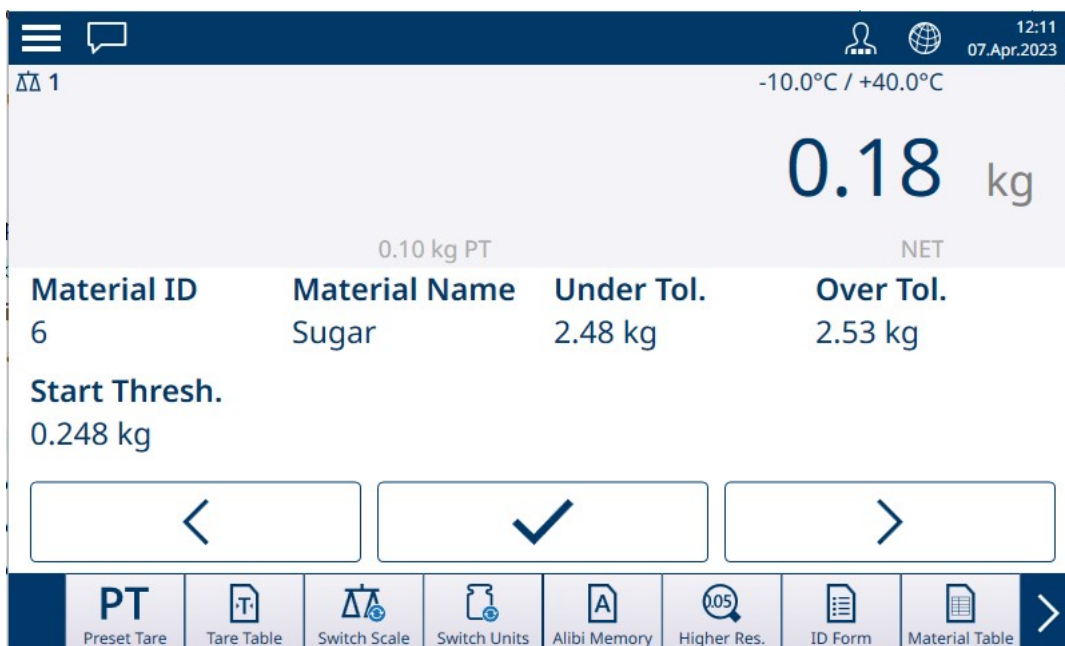 12:11
07.Apr.2023
1
-10.0°C / +40.0°C
0.18 kg
0.10 kg PT NET
Material ID Material Name Under Tol. Over Tol.
6 Sugar 2.48 kg 2.53 kg
Start Thresh.
0.248 kg
PT T A 0.05
Preset Tare Tare Table Switch Scale Switch Units Alibi Memory Higher Res. ID Form Material Table